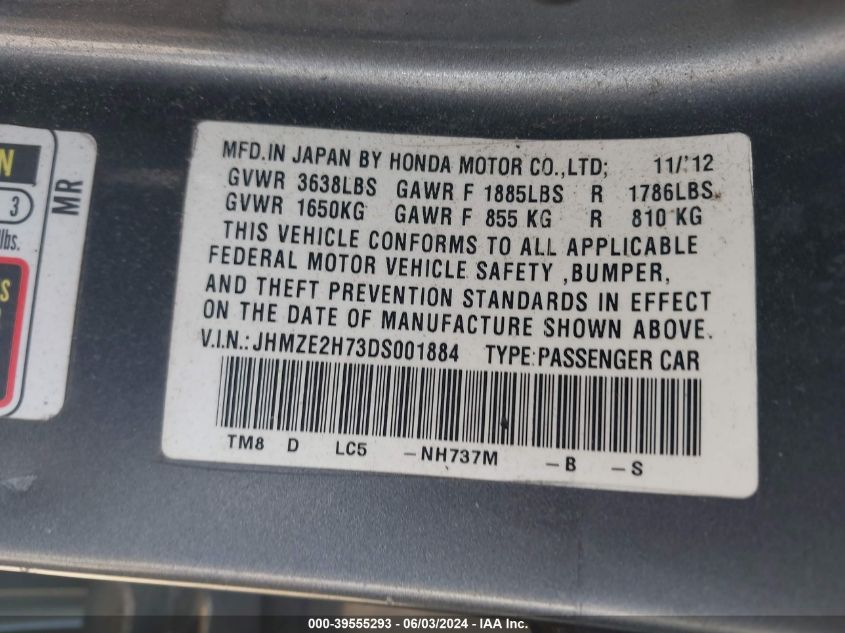 N
3
lbs.
S
MR
MFD.IN JAPAN BY HONDA MOTOR CO.,LTD; 11/'12
GVWR 3638LBS GAWR F 1885LBS R 1786LBS
GVWR 1650KG GAWR F 855 KG R 810 KG
THIS VEHICLE CONFORMS TO ALL APPLICABLE
FEDERAL MOTOR VEHICLE SAFETY ,BUMPER,
AND THEFT PREVENTION STANDARDS IN EFFECT
ON THE DATE OF MANUFACTURE SHOWN ABOVE.
V.I.N.: JHMZE2H73DS001884 TYPE:PASSENGER CAR
TM8 D LC5 -NH737M -B -S
000-39555293 - 06/03/2024 - IAA Inc.